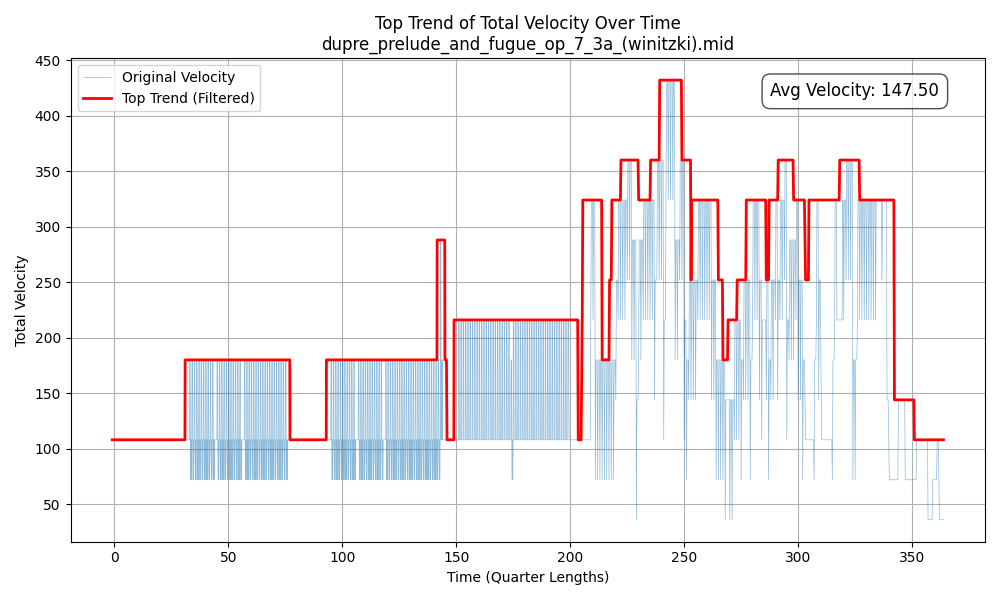 Top Trend of Total Velocity Over Time
dupre_prelude_and_fugue_op_7_3a_(winitzki).mid
Original Velocity
Top Trend (Filtered)
Avg Velocity: 147.50
Total Velocity
450
400
350
300
250
200
150
100
50
0 50 100 150 200 250 300 350
Time (Quarter Lengths)